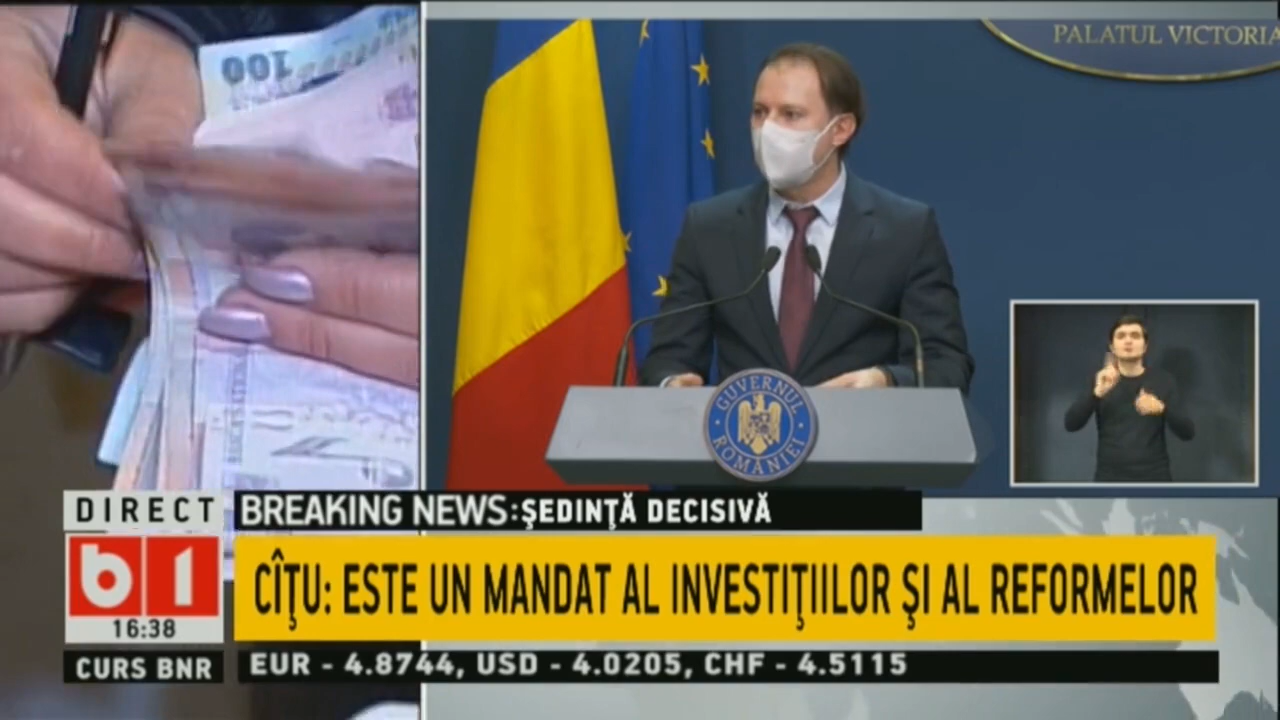 100
PALATUL VICTORIA
GUVERNUL
ROMÂNIEI
DIRECT
BREAKING NEWS:ŞEDINŢĂ DECISIVĂ
b1
CÎŢU: ESTE UN MANDAT AL INVESTIŢIILOR ŞI AL REFORMELOR
16:38
CURS BNR
EUR - 4.8744, USD - 4.0205, CHF - 4.5115